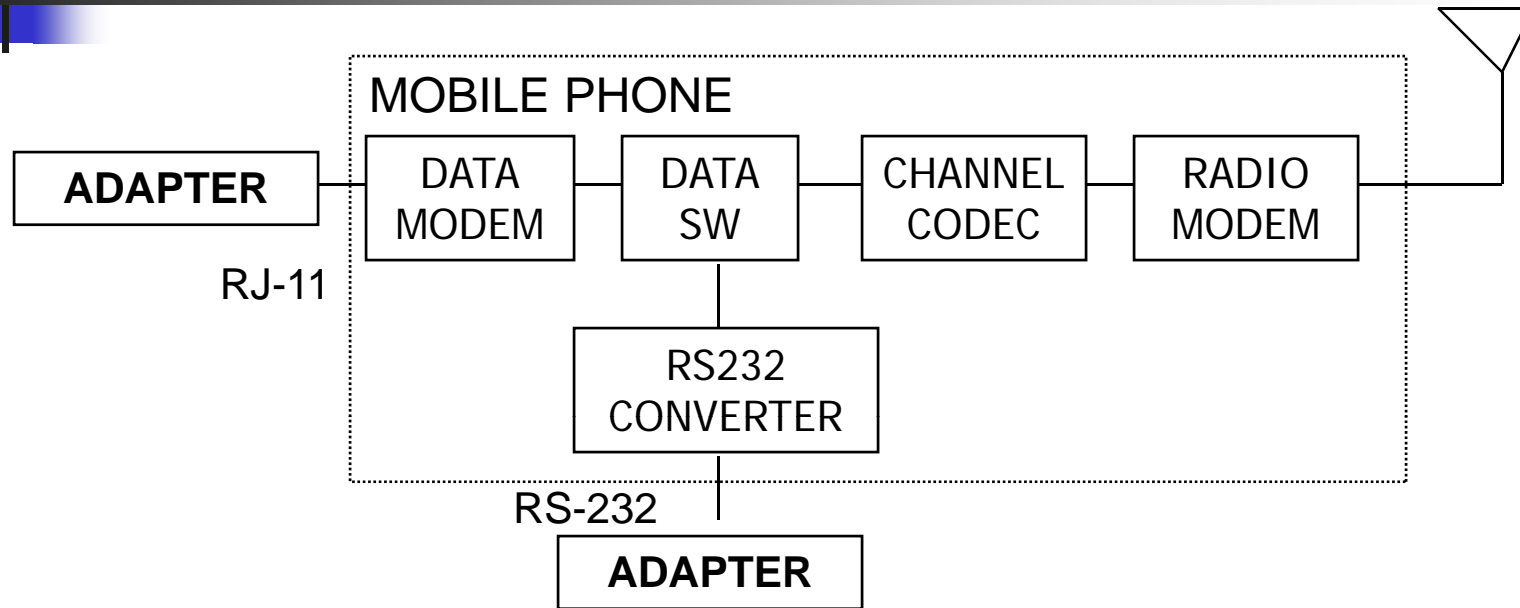 MOBILE PHONE
ADAPTER
DATA
MODEM
DATA
SW
CHANNEL
CODEC
RADIO
MODEM
RJ-11
RS232
CONVERTER
RS-232
ADAPTER